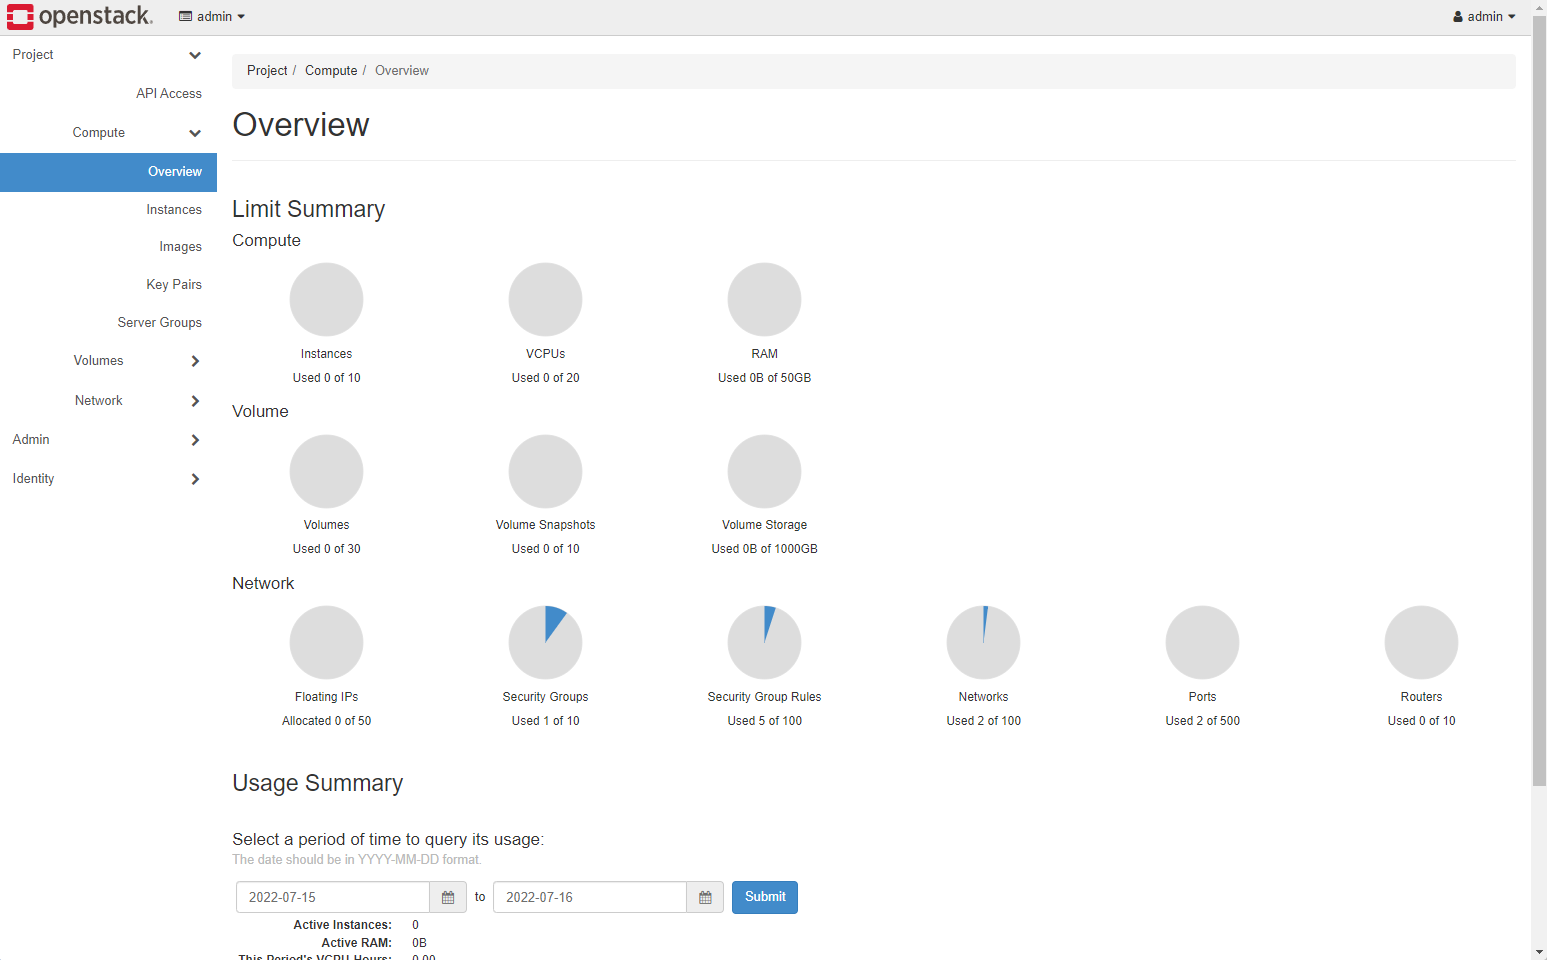 openstack.
admin
admin
Project
API Access
Compute
Overview
Instances
Images
Key Pairs
Server Groups
Volumes
Network
Admin
Identity
Project / Compute / Overview
Overview
Limit Summary
Compute
Instances
Used 0 of 10
VCPUs
Used 0 of 20
RAM
Used 0B of 50GB
Volume
Volumes
Used 0 of 30
Volume Snapshots
Used 0 of 10
Volume Storage
Used 0B of 1000GB
Network
Floating IPs
Allocated 0 of 50
Security Groups
Used 1 of 10
Security Group Rules
Used 5 of 100
Networks
Used 2 of 100
Ports
Used 2 of 500
Routers
Used 0 of 10
Usage Summary
Select a period of time to query its usage:
The date should be in YYYY-MM-DD format.
2022-07-15 to 2022-07-16 Submit
Active Instances: 0
Active RAM: 0B
This Period's VCPU Hours: 0.00